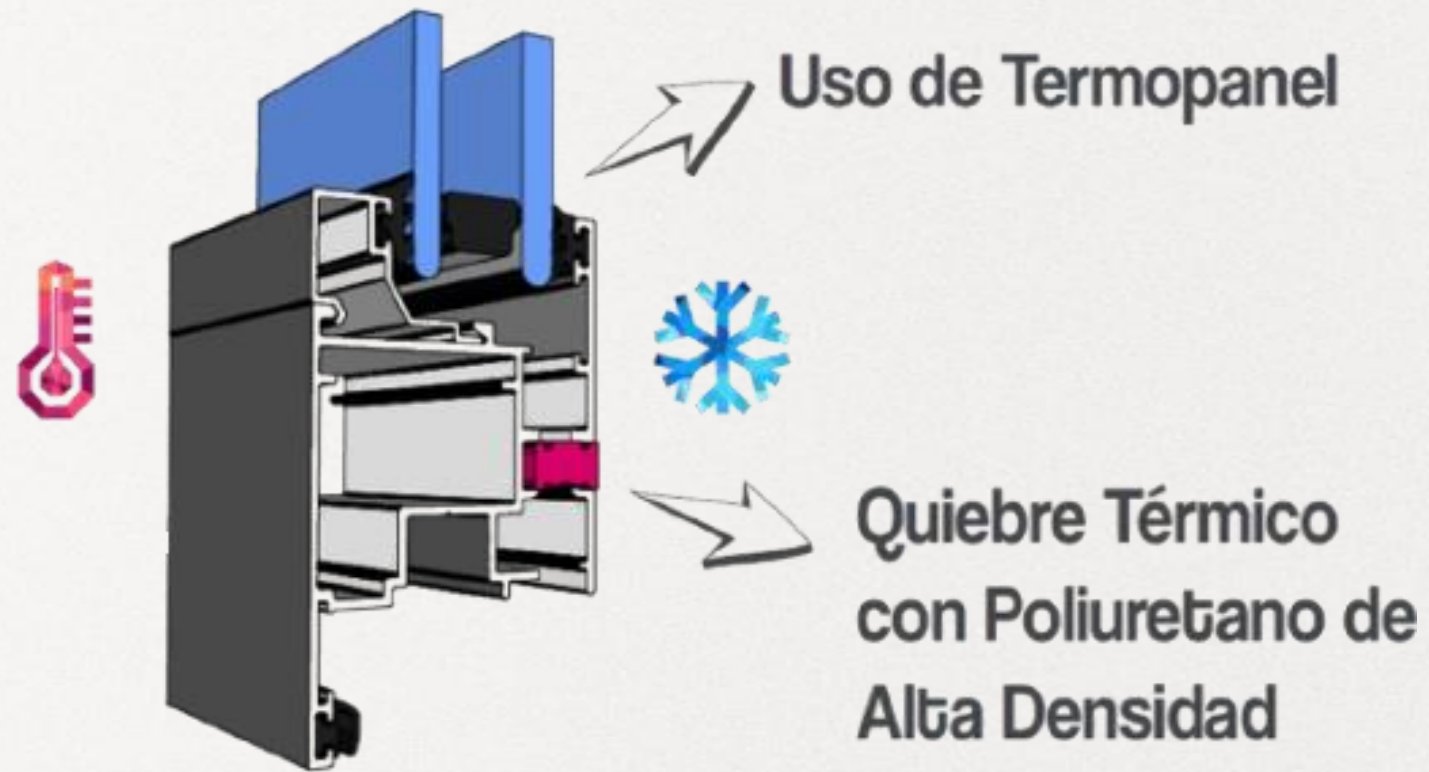 Uso de Termopanel
Quiebre Térmico
con Poliuretano de
Alta Densidad